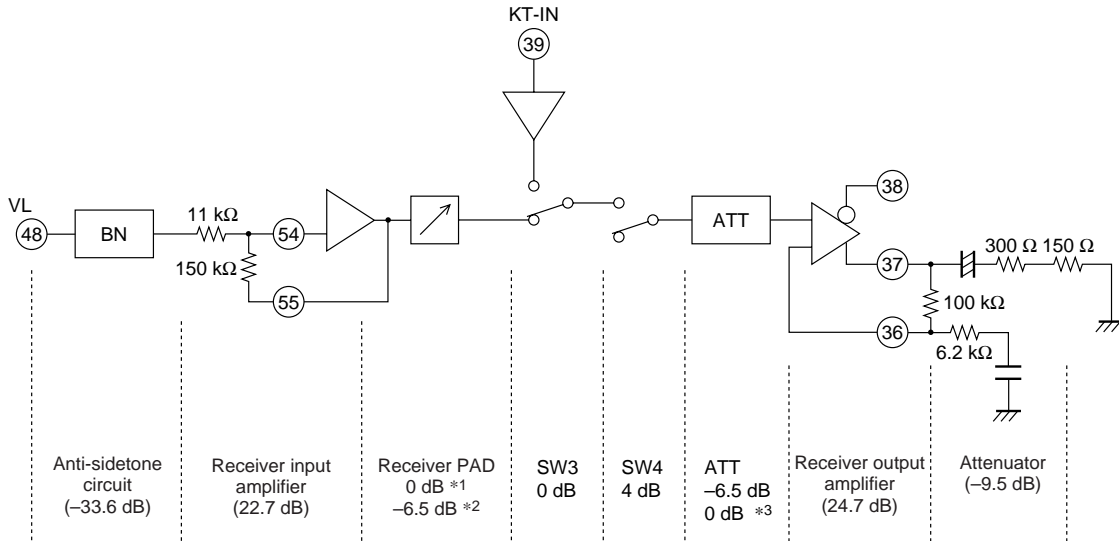 KT-IN
39
VL
48
BN
11 kΩ
54
150 kΩ
55
ATT
38
37
300 Ω 150 Ω
100 kΩ
36
6.2 kΩ
Anti-sidetone
circuit
(–33.6 dB)
Receiver input
amplifier
(22.7 dB)
Receiver PAD
0 dB *1
–6.5 dB *2
SW3
0 dB
SW4
4 dB
ATT
–6.5 dB
0 dB *3
Receiver output
amplifier
(24.7 dB)
Attenuator
(–9.5 dB)